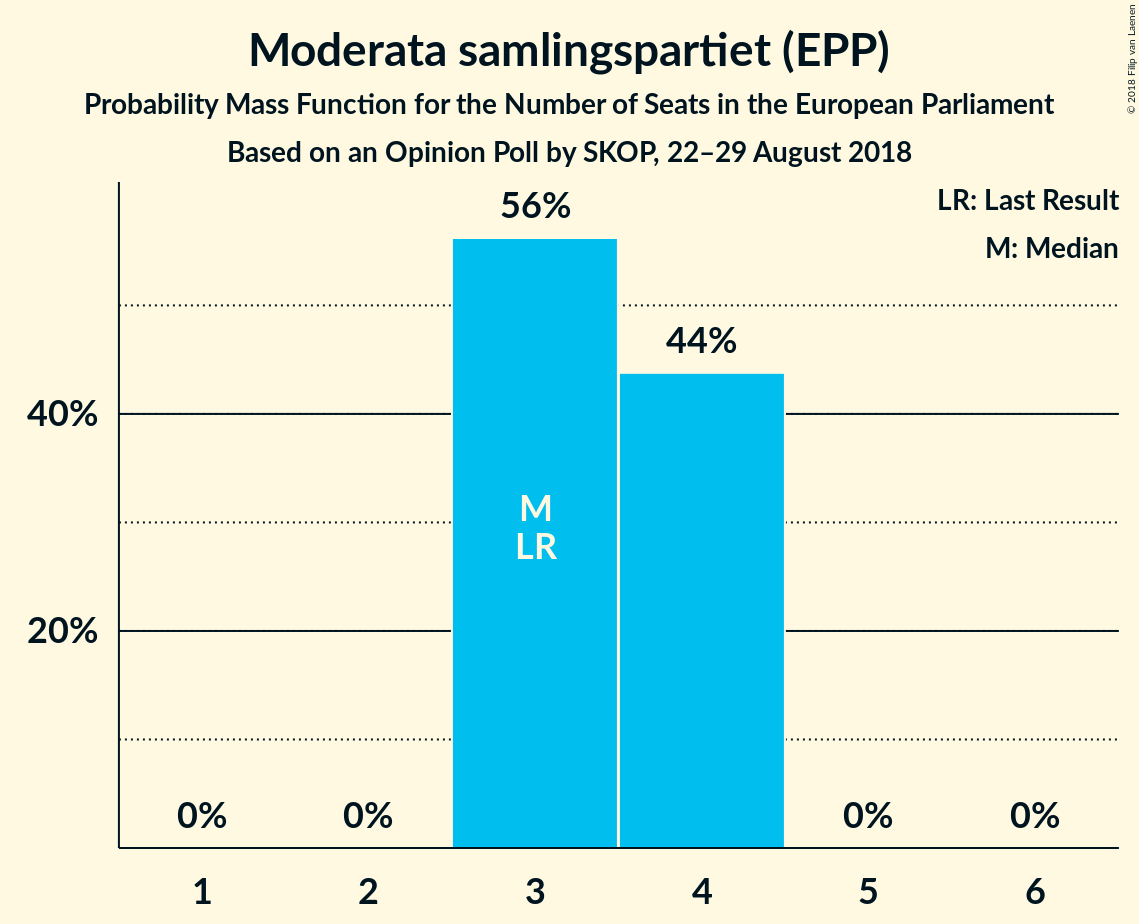 Moderata samlingspartiet (EPP)
Probability Mass Function for the Number of Seats in the European Parliament
Based on an Opinion Poll by SKOP, 22–29 August 2018
© 2018 Filip van Laenen
LR: Last Result
M: Median
56%
44%
40%
20%
M
LR
0%
0%
0%
0%
1
2
3
4
5
6